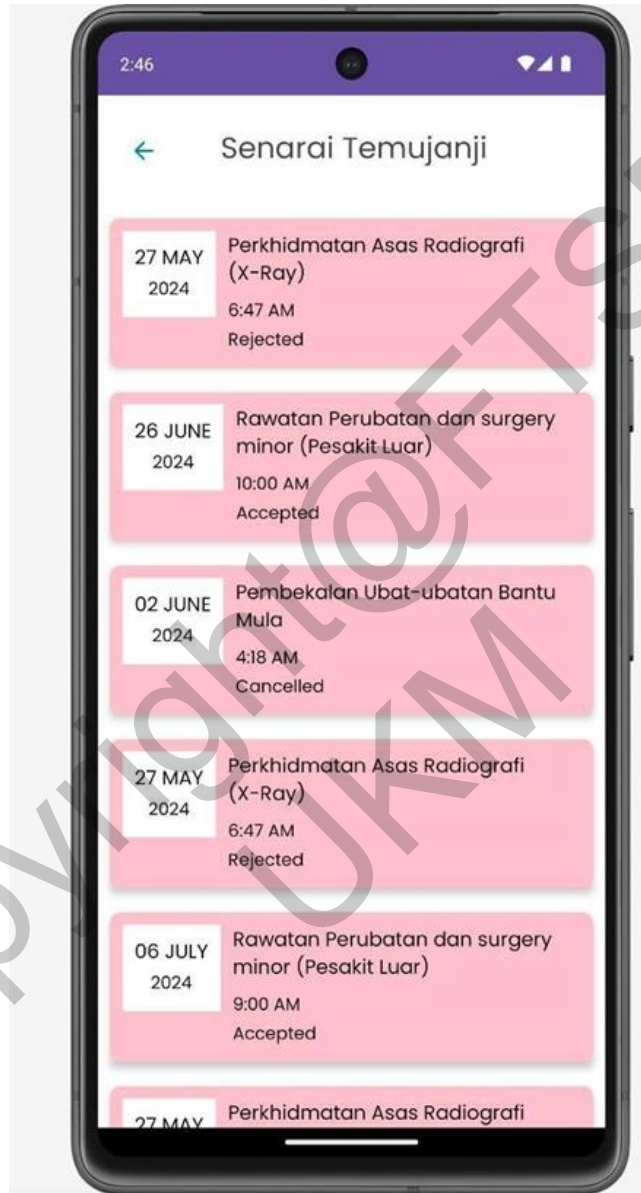 2:46
Senarai Temujanji
27 MAY
2024
Perkhidmatan Asas Radiografi
(X-Ray)
6:47 AM
Rejected
26 JUNE
2024
Rawatan Perubatan dan surgery
minor (Pesakit Luar)
10:00 AM
Accepted
02 JUNE
2024
Pembekalan Ubat-ubatan Bantu
Mula
4:18 AM
Cancelled
27 MAY
2024
Perkhidmatan Asas Radiografi
(X-Ray)
6:47 AM
Rejected
06 JULY
2024
Rawatan Perubatan dan surgery
minor (Pesakit Luar)
9:00 AM
Accepted
27 MAY
Perkhidmatan Asas Radiografi
pyright@FTS
UKM